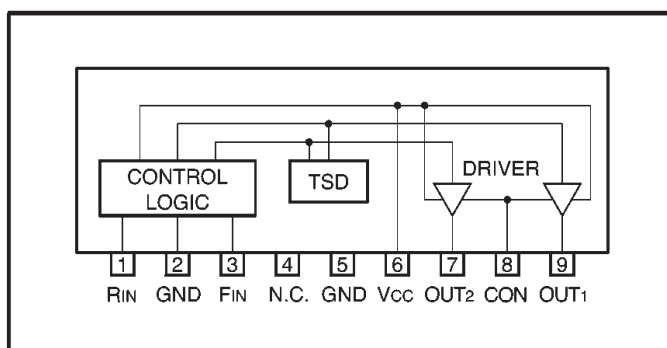 DRIVER
CONTROL
LOGIC
TSD
1 2 3 4 5 6 7 8 9
RIN GND FIN N.C. GND VCC OUT2 CON OUT1